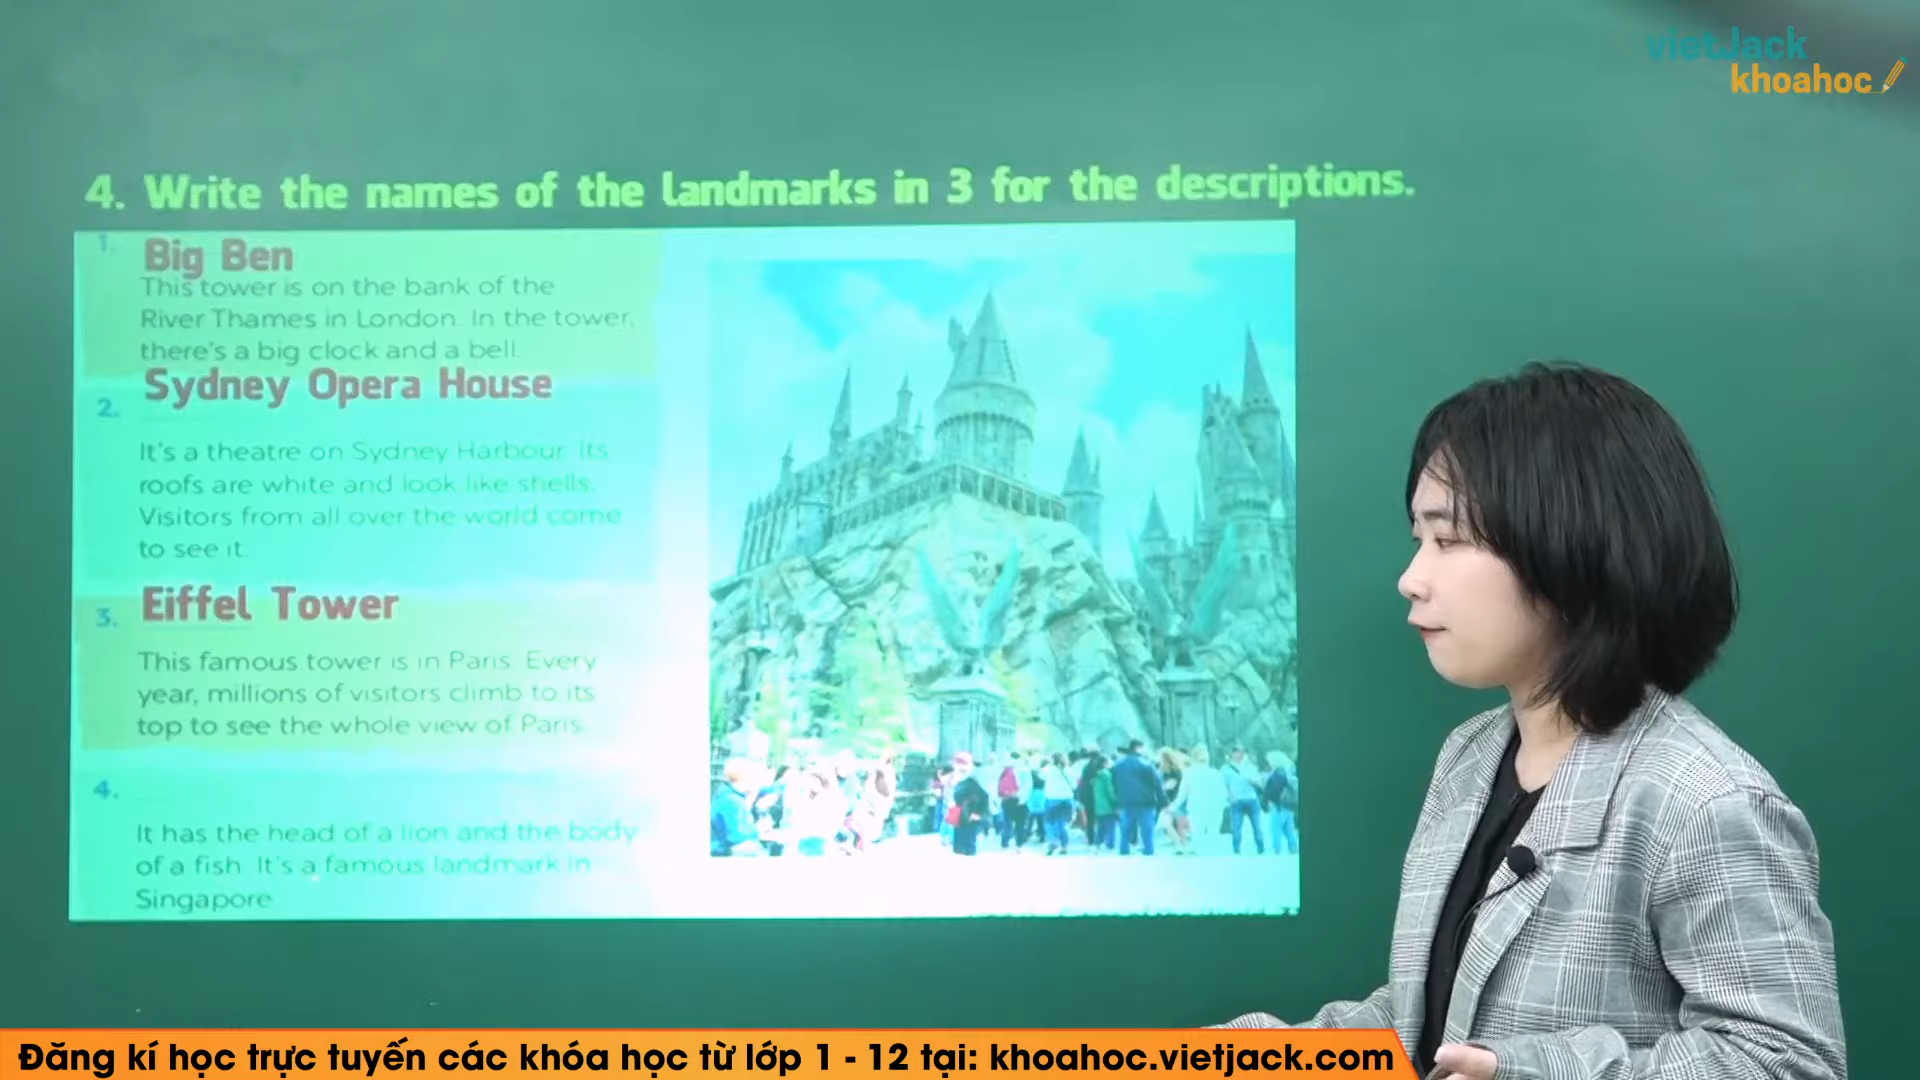 vietJack
khoahoc
4. Write the names of the landmarks in 3 for the descriptions.
1. Big Ben
This tower is on the bank of the
River Thames in London. In the tower,
there's a big clock and a bell.
2. Sydney Opera House
It's a theatre on Sydney Harbour. Its
roofs are white and look like shells.
Visitors from all over the world come
to see it.
3. Eiffel Tower
This famous tower is in Paris. Every
year, millions of visitors climb to its
top to see the whole view of Paris.
4.
It has the head of a lion and the body
of a fish. It's a famous landmark in
Singapore.
Đăng kí học trực tuyến các khóa học từ lớp 1 - 12 tại: khoahoc.vietjack.com